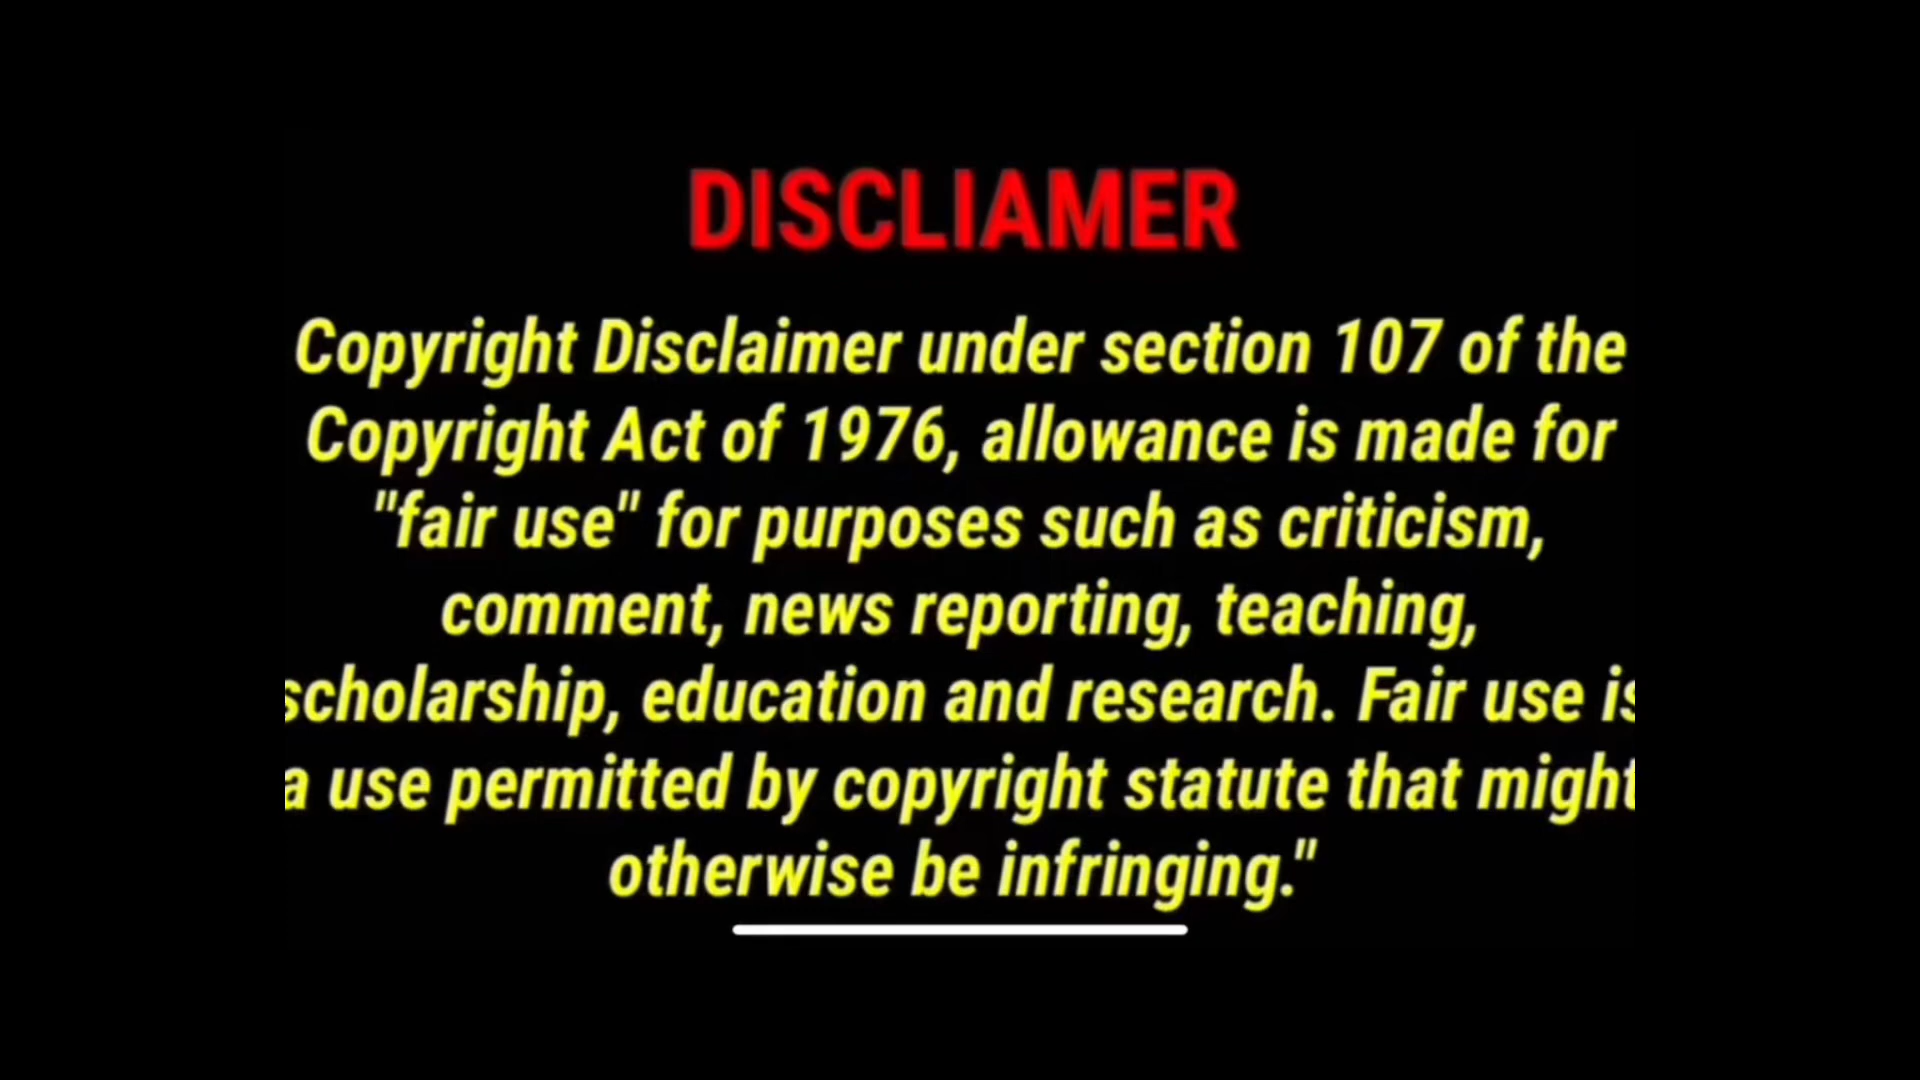 DISCLIAMER
Copyright Disclaimer under section 107 of the
Copyright Act of 1976, allowance is made for
"fair use" for purposes such as criticism,
comment, news reporting, teaching,
scholarship, education and research. Fair use is
a use permitted by copyright statute that might
otherwise be infringing."